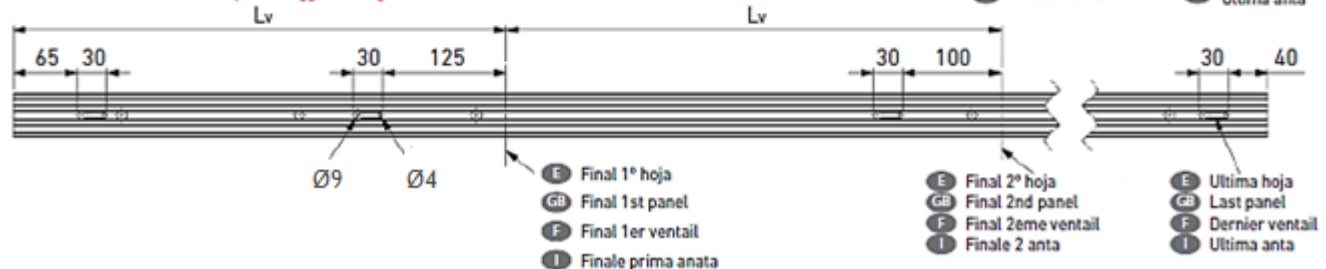 Ultima anta
Lv Lv
65 30 30 125 30 100 30 40
Ø9 Ø4
E Final 1º hoja
GB Final 1st panel
F Final 1er ventail
I Finale prima anata
E Final 2º hoja
GB Final 2nd panel
F Final 2eme ventail
I Finale 2 anta
E Ultima hoja
GB Last panel
F Dernier ventail
I Ultima anta